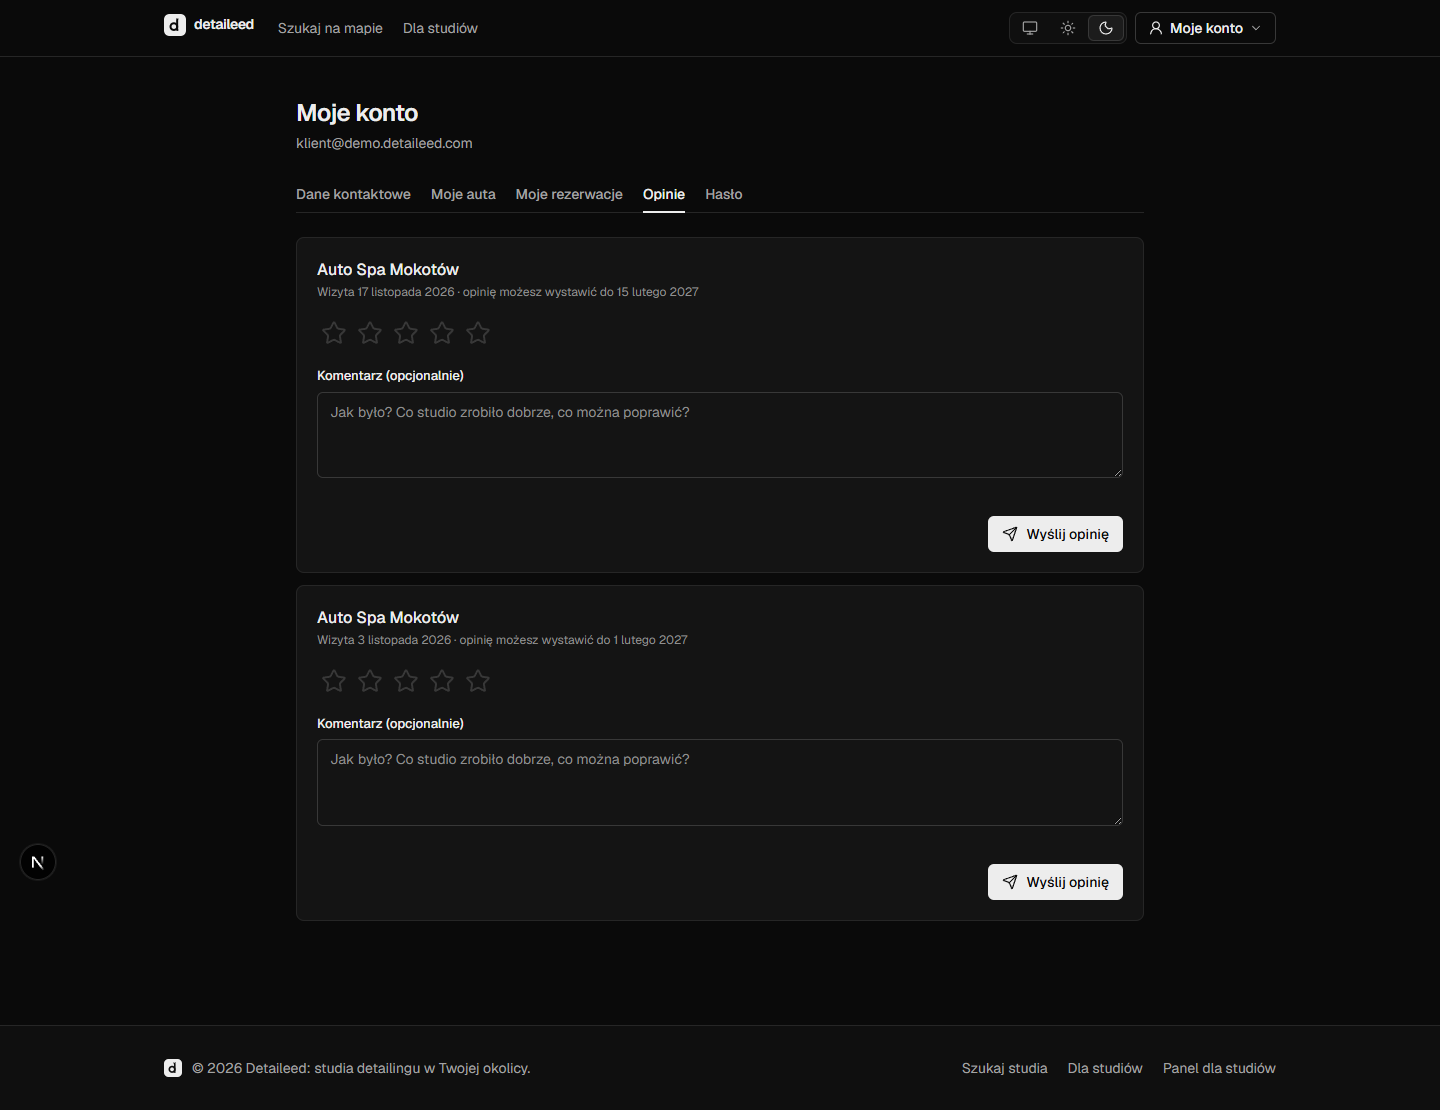 d detaileed Szukaj na mapie Dla studiów Moje konto
Moje konto
klient@demo.detaileed.com
Dane kontaktowe Moje auta Moje rezerwacje Opinie Hasło
Auto Spa Mokotów
Wizyta 17 listopada 2026 · opinię możesz wystawić do 15 lutego 2027
Komentarz (opcjonalnie)
Jak było? Co studio zrobiło dobrze, co można poprawić?
Wyślij opinię
Auto Spa Mokotów
Wizyta 3 listopada 2026 · opinię możesz wystawić do 1 lutego 2027
Komentarz (opcjonalnie)
Jak było? Co studio zrobiło dobrze, co można poprawić?
N
Wyślij opinię
d © 2026 Detaileed: studia detailingu w Twojej okolicy. Szukaj studia Dla studiów Panel dla studiów